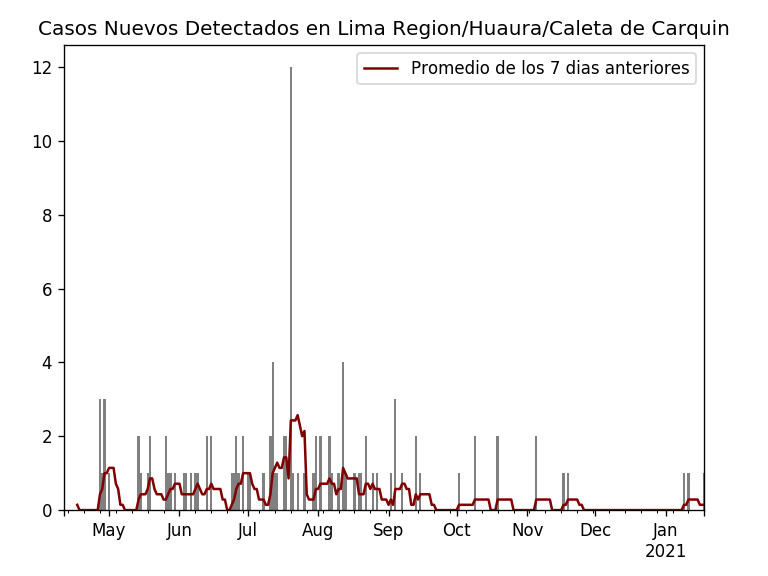 Casos Nuevos Detectados en Lima Region/Huaura/Caleta de Carquin
Promedio de los 7 dias anteriores
12
10
8
6
4
2
0
May Jun Jul Aug Sep Oct Nov Dec Jan
2021